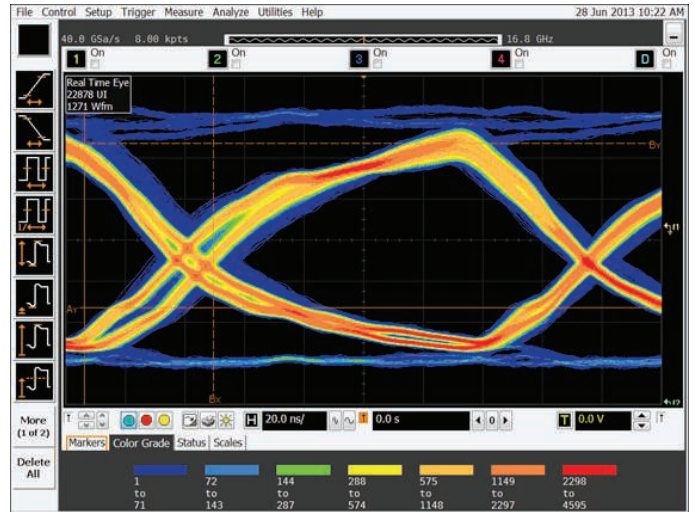 File Control Setup Trigger Measure Analyze Utilities Help 28 Jun 2013 10:22 AM
40.0 GSa/s 8.00 kpts 16.8 GHz
1 On 2 On 3 On 4 On D On
Real Time Eye
22878 UI
1271 Wfm
By
Ay
Bx
More
(1 of 2)
H 20.0 ns/ 0.0 s 0 T 0.0 V
Markers Color Grade Status Scales
Delete
All
1 72 144 288 575 1149 2298
to to to to to to to
71 143 287 574 1148 2297 4595